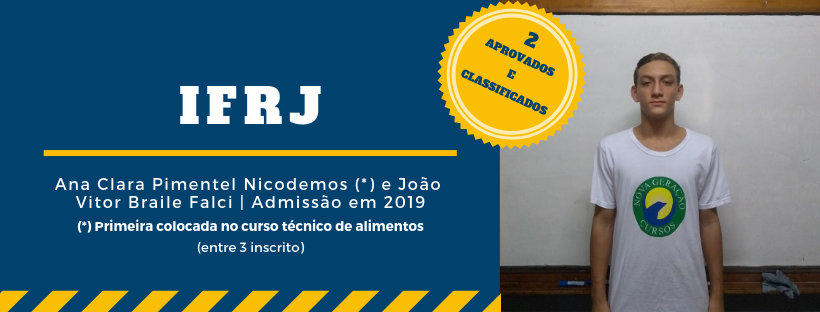 IFRJ
Ana Clara Pimentel Nicodemos (*) e João
Vitor Braile Falci | Admissão em 2019
(*) Primeira colocada no curso técnico de alimentos
(entre 3 inscrito)
2
APROVADOS
E
CLASSIFICADOS
NOVA GERAÇÃO
CURSOS